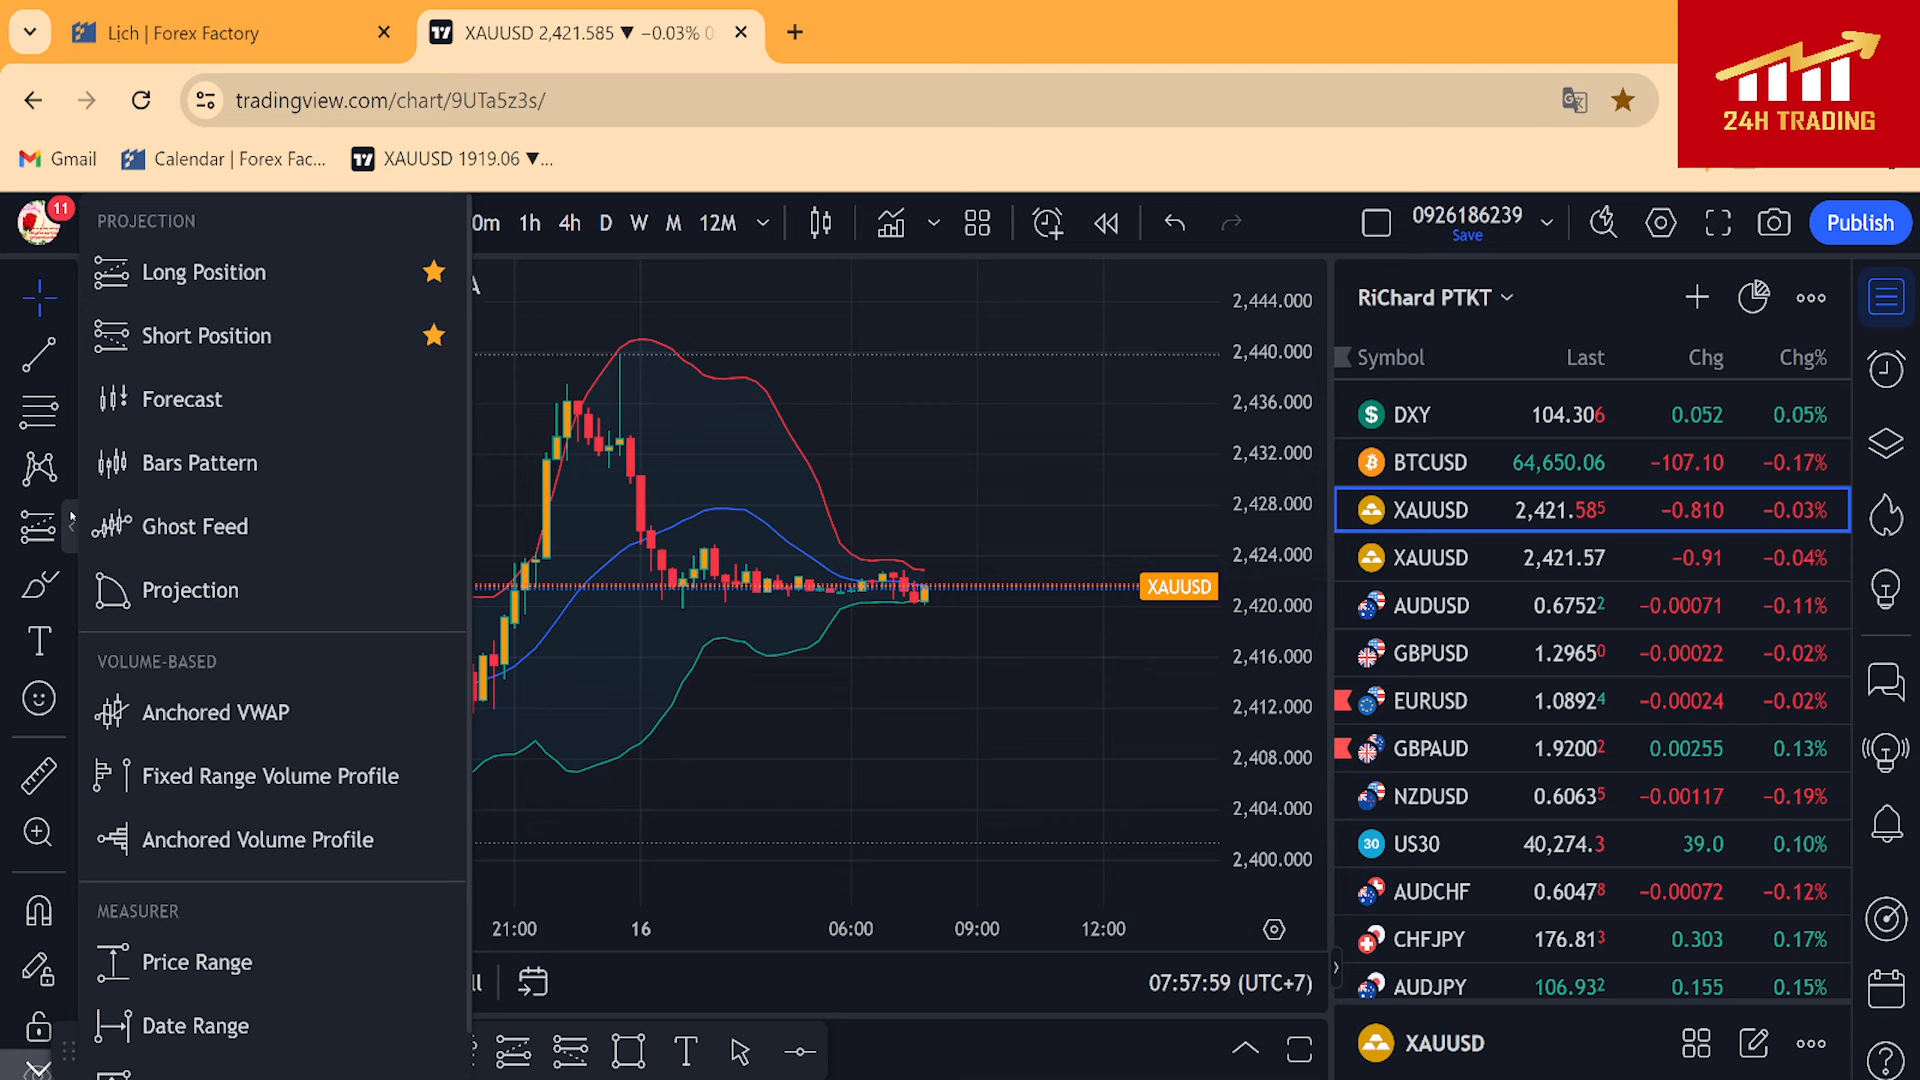 Lịch | Forex Factory
XAUUSD 2,421.585 ▼ −0.03%
tradingview.com/chart/9UTa5z3s/
24H TRADING
Gmail
Calendar | Forex Fac...
XAUUSD 1919.06 ▼...
11
PROJECTION
Long Position
Short Position
Forecast
Bars Pattern
Ghost Feed
Projection
VOLUME-BASED
Anchored VWAP
Fixed Range Volume Profile
Anchored Volume Profile
MEASURER
Price Range
Date Range
0m 1h 4h D W M 12M
0926186239
Save
Publish
2,444.000
2,440.000
2,436.000
2,432.000
2,428.000
2,424.000
XAUUSD
2,420.000
2,416.000
2,412.000
2,408.000
2,404.000
2,400.000
21:00 16 06:00 09:00 12:00
07:57:59 (UTC+7)
RiChard PTKT
Symbol Last Chg Chg%
DXY 104.306 0.052 0.05%
BTCUSD 64,650.06 −107.10 −0.17%
XAUUSD 2,421.585 −0.810 −0.03%
XAUUSD 2,421.57 −0.91 −0.04%
AUDUSD 0.67522 −0.00071 −0.11%
GBPUSD 1.29650 −0.00022 −0.02%
EURUSD 1.08924 −0.00024 −0.02%
GBPAUD 1.92002 0.00255 0.13%
NZDUSD 0.60635 −0.00117 −0.19%
30 US30 40,274.3 39.0 0.10%
AUDCHF 0.60478 −0.00072 −0.12%
CHFJPY 176.813 0.303 0.17%
AUDJPY 106.932 0.155 0.15%
XAUUSD